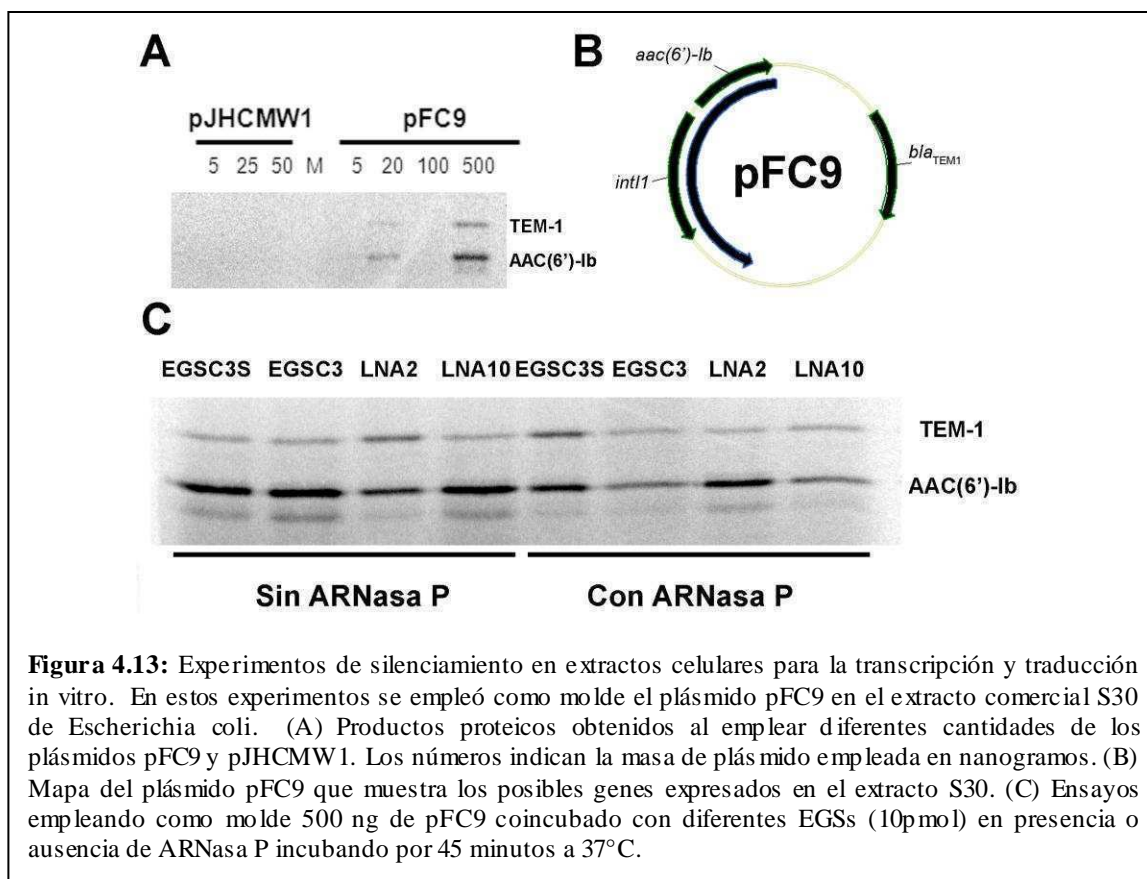 A
pJHCMW1 pFC9
5 25 50 M 5 20 100 500
TEM-1
AAC(6')-Ib
B
aac(6')-Ib
intI1
pFC9
bla TEM1
C
EGSC3S EGSC3 LNA2 LNA10 EGSC3S EGSC3 LNA2 LNA10
TEM-1
AAC(6')-Ib
Sin ARNasa P Con ARNasa P
Figura 4.13: Experimentos de silenciamiento en extractos celulares para la transcripción y traducción
in vitro. En estos experimentos se empleó como molde el plásmido pFC9 en el extracto comercial S30
de Escherichia coli. (A) Productos proteicos obtenidos al emplear diferentes cantidades de los
plásmidos pFC9 y pJHCMW1. Los números indican la masa de plásmido empleada en nanogramos. (B)
Mapa del plásmido pFC9 que muestra los posibles genes expresados en el extracto S30. (C) Ensayos
empleando como molde 500 ng de pFC9 coincubado con diferentes EGSs (10pmol) en presencia o
ausencia de ARNasa P incubando por 45 minutos a 37°C.